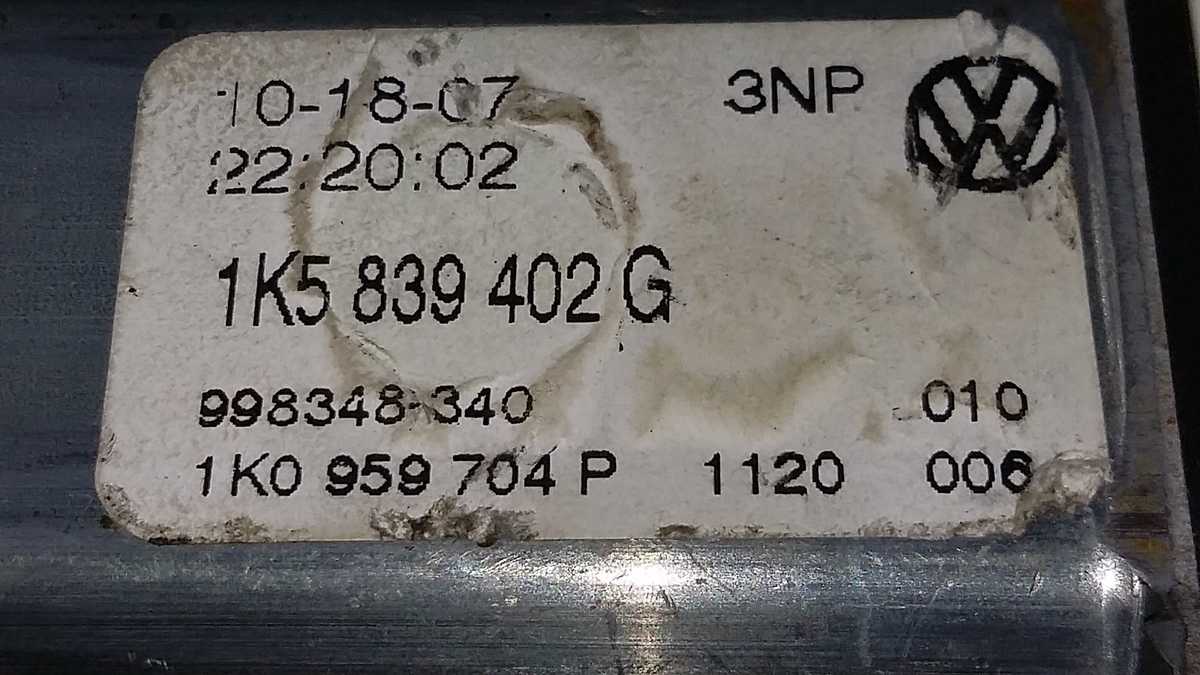 10-18-07 3NP
22:20:02
1K5 839 402 G
998348-340 010
1K0 959 704 P 1120 006